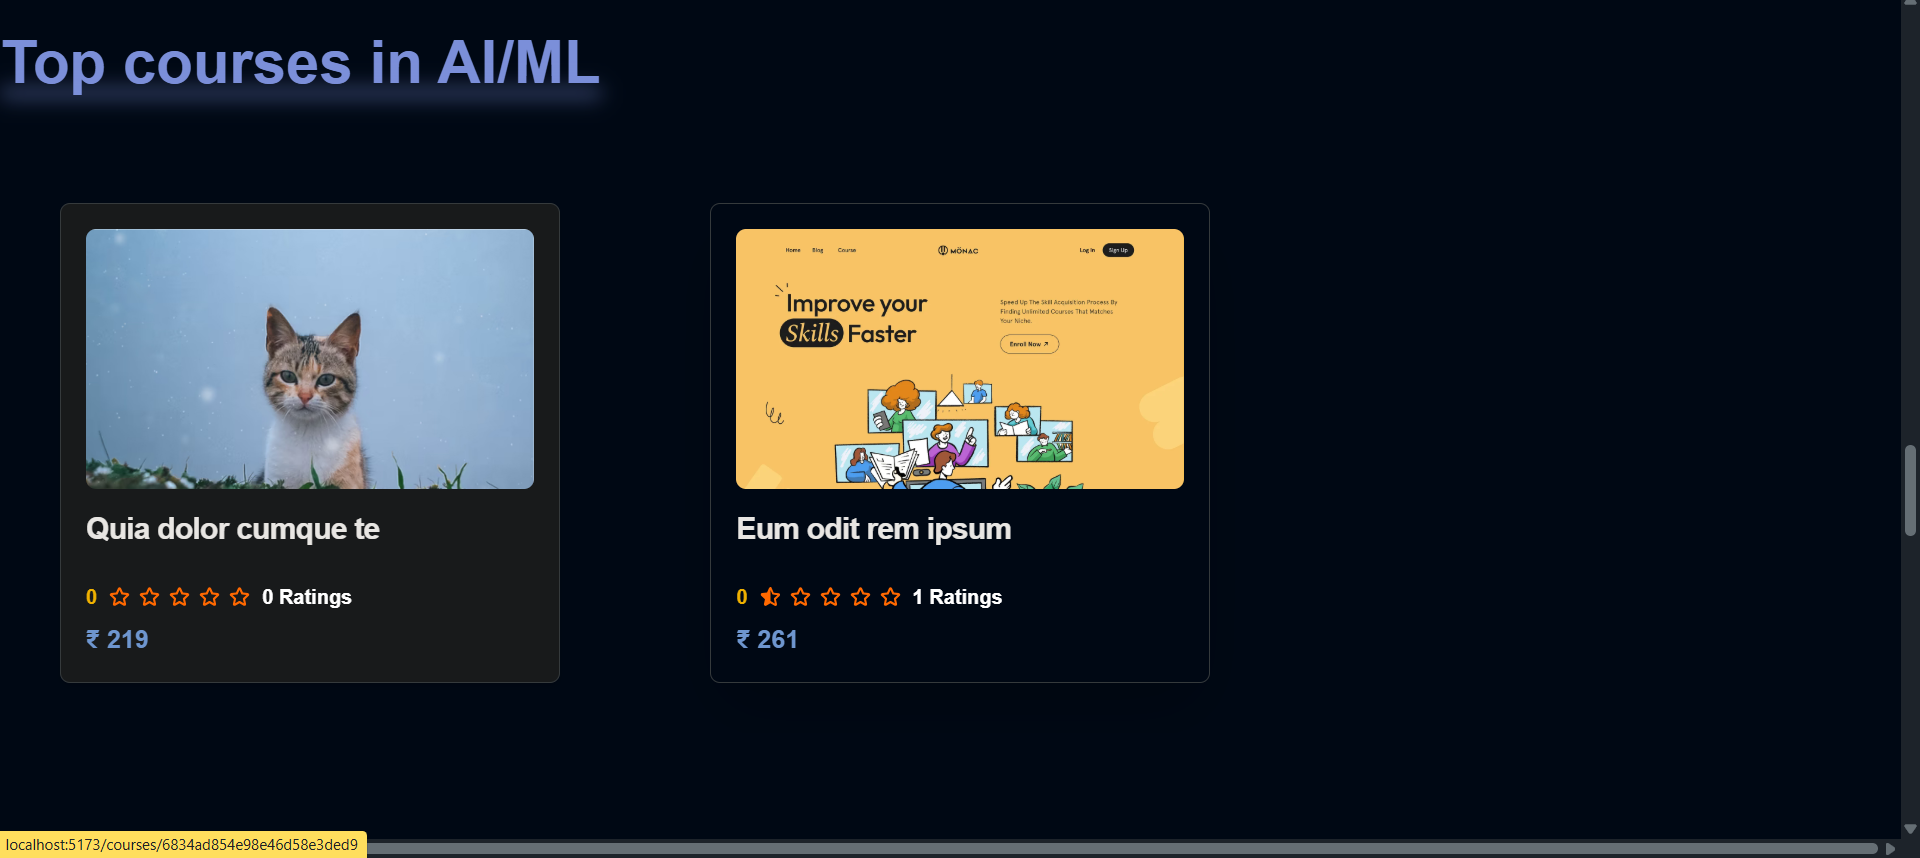 Top courses in AI/ML
Quia dolor cumque te
0 0 Ratings
₹ 219
Home Blog Course MÖNAC Log In Sign Up
Improve your
Skills Faster
Speed Up The Skill Acquisition Process By
Finding Unlimited Courses That Matches
Your Niche.
Enroll Now ↗
Eum odit rem ipsum
0 1 Ratings
₹ 261
localhost:5173/courses/6834ad854e98e46d58e3ded9